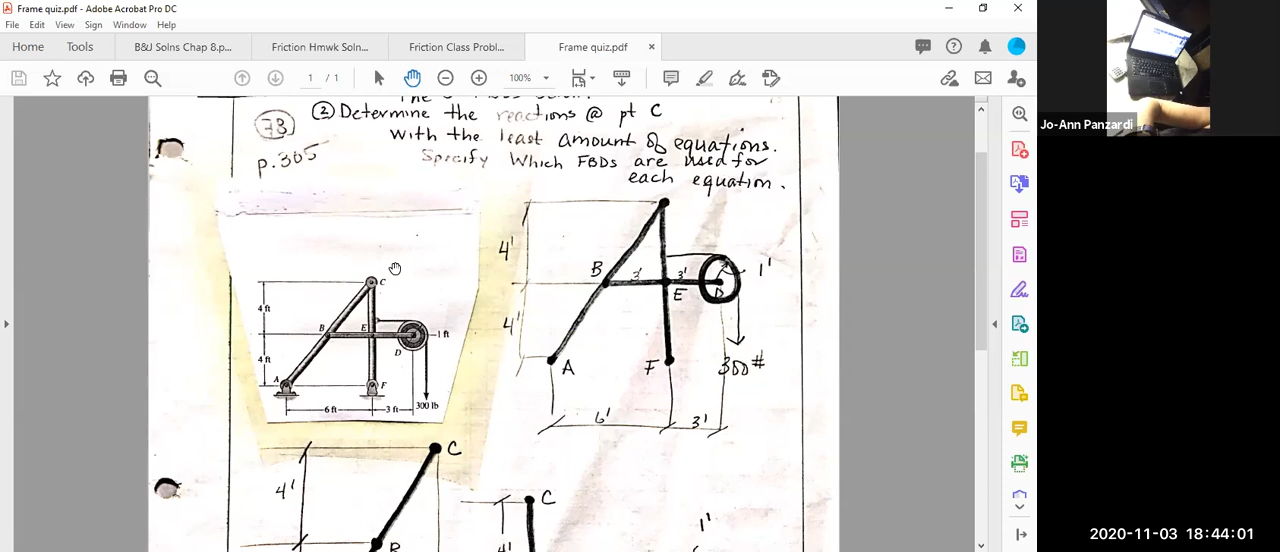 Frame quiz.pdf - Adobe Acrobat Pro DC
File Edit View Sign Window Help
Home Tools B&J Solns Chap 8.p... Friction Hmwk Soln... Friction Class Probl... Frame quiz.pdf ×
1 / 1 100%
② Determine the reactions @ pt C
with the least amount of equations.
Specify which FBDs are used for
each equation.
73
p.305
4'
B 3' 3' 1'
E D
4'
A F 300#
6' 3'
C
4 ft
B E
1 ft
D
4 ft
A F
6 ft 3 ft 300 lb
C
4'
B
C
4'
1'
Jo-Ann Panzardi
2020-11-03 18:44:01